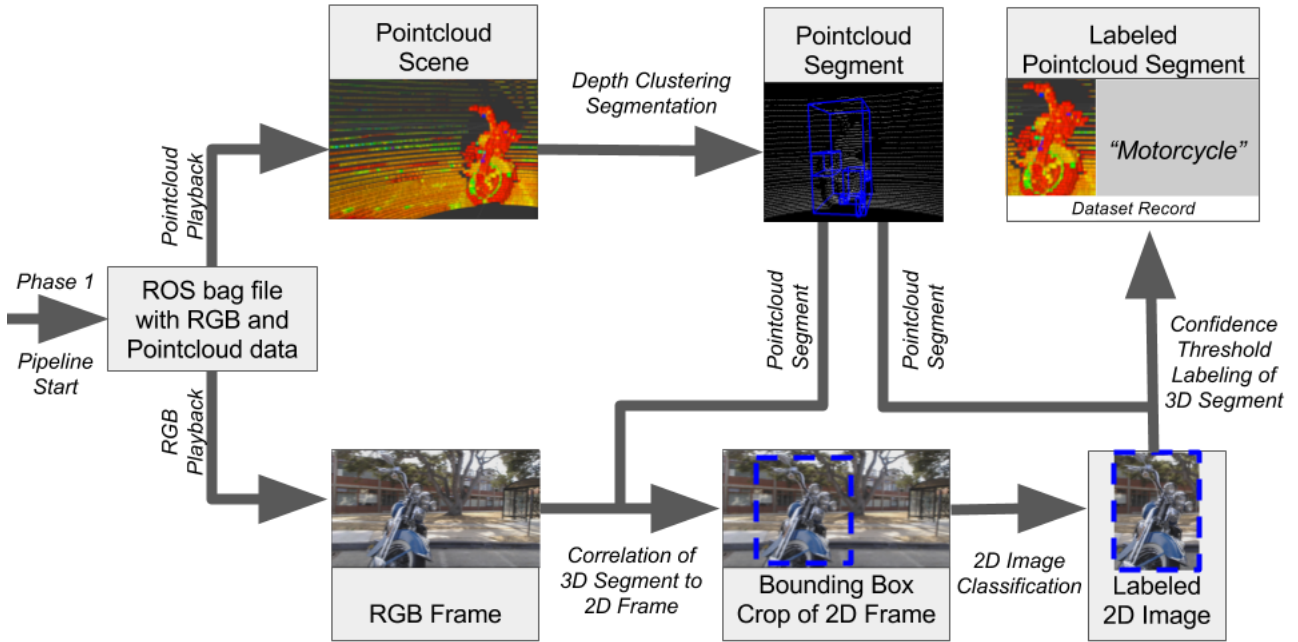 Pointcloud
Scene
Depth Clustering
Segmentation
Pointcloud
Segment
Labeled
Pointcloud Segment
“Motorcycle”
Dataset Record
Pointcloud
Playback
Phase 1
Pipeline
Start
ROS bag file
with RGB and
Pointcloud data
RGB
Playback
Pointcloud
Segment
Pointcloud
Segment
Confidence
Threshold
Labeling of
3D Segment
RGB Frame
Correlation of
3D Segment to
2D Frame
Bounding Box
Crop of 2D Frame
2D Image
Classification
Labeled
2D Image